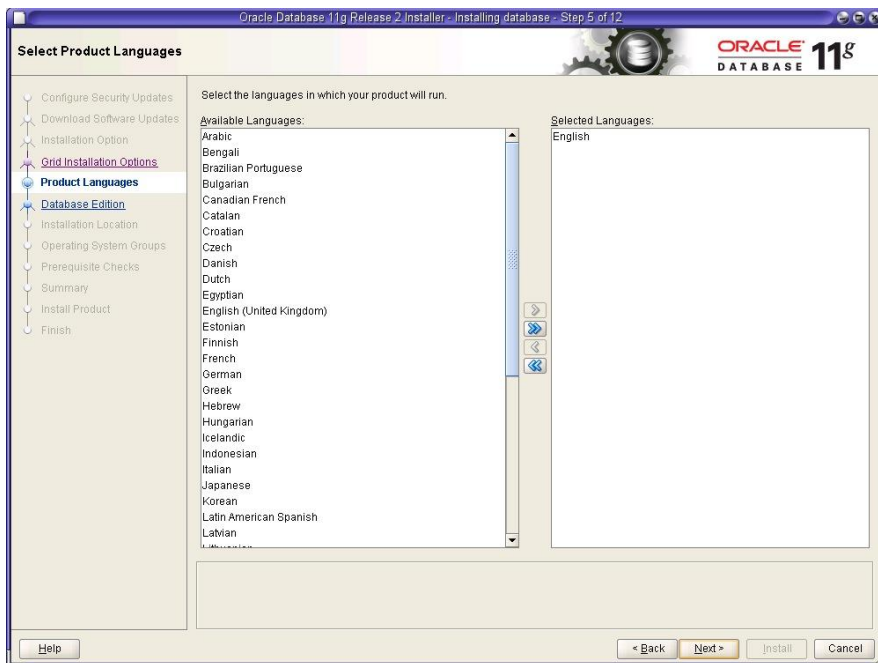 Oracle Database 11g Release 2 Installer - Installing database - Step 5 of 12
Select Product Languages
ORACLE
DATABASE
11g
Configure Security Updates
Download Software Updates
Installation Option
Grid Installation Options
Product Languages
Database Edition
Installation Location
Operating System Groups
Prerequisite Checks
Summary
Install Product
Finish
Select the languages in which your product will run.
Available Languages:
Arabic
Bengali
Brazilian Portuguese
Bulgarian
Canadian French
Catalan
Croatian
Czech
Danish
Dutch
Egyptian
English (United Kingdom)
Estonian
Finnish
French
German
Greek
Hebrew
Hungarian
Icelandic
Indonesian
Italian
Japanese
Korean
Latin American Spanish
Latvian
Selected Languages:
English
Help
< Back
Next >
Install
Cancel